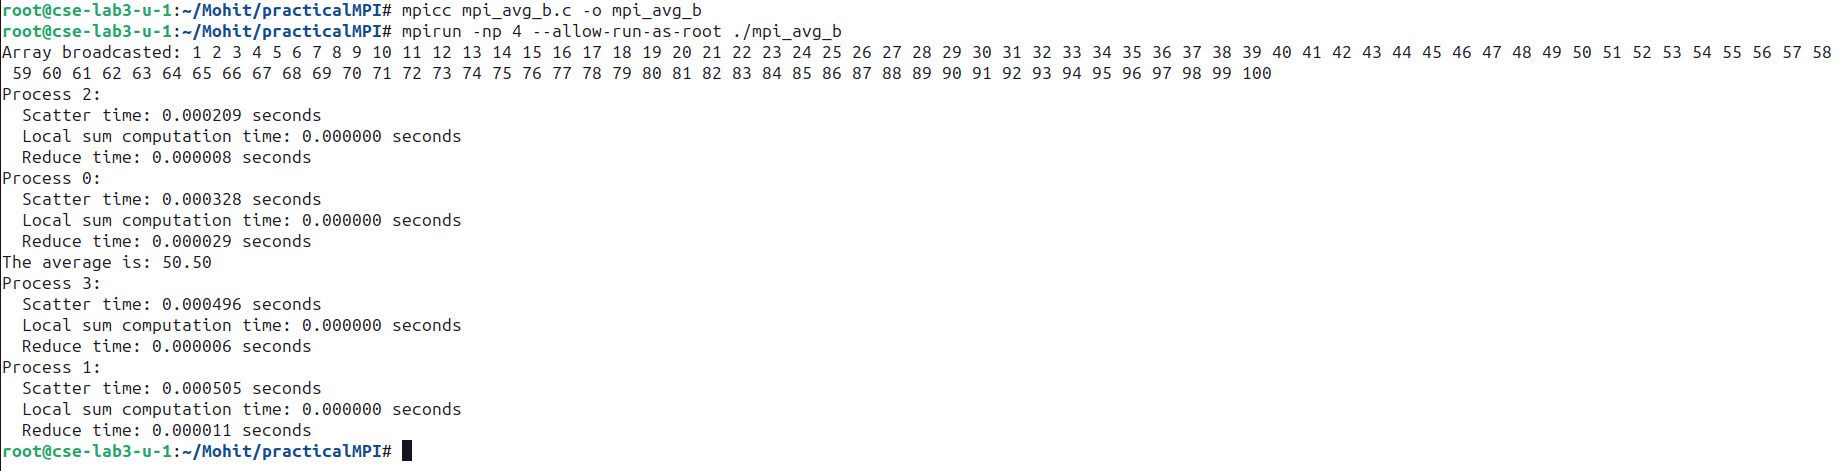 root@cse-lab3-u-1:~/Mohit/practicalMPI# mpicc mpi_avg_b.c -o mpi_avg_b
root@cse-lab3-u-1:~/Mohit/practicalMPI# mpirun -np 4 --allow-run-as-root ./mpi_avg_b
Array broadcasted: 1 2 3 4 5 6 7 8 9 10 11 12 13 14 15 16 17 18 19 20 21 22 23 24 25 26 27 28 29 30 31 32 33 34 35 36 37 38 39 40 41 42 43 44 45 46 47 48 49 50 51 52 53 54 55 56 57 58
59 60 61 62 63 64 65 66 67 68 69 70 71 72 73 74 75 76 77 78 79 80 81 82 83 84 85 86 87 88 89 90 91 92 93 94 95 96 97 98 99 100
Process 2:
  Scatter time: 0.000209 seconds
  Local sum computation time: 0.000000 seconds
  Reduce time: 0.000008 seconds
Process 0:
  Scatter time: 0.000328 seconds
  Local sum computation time: 0.000000 seconds
  Reduce time: 0.000029 seconds
The average is: 50.50
Process 3:
  Scatter time: 0.000496 seconds
  Local sum computation time: 0.000000 seconds
  Reduce time: 0.000006 seconds
Process 1:
  Scatter time: 0.000505 seconds
  Local sum computation time: 0.000000 seconds
  Reduce time: 0.000011 seconds
root@cse-lab3-u-1:~/Mohit/practicalMPI#